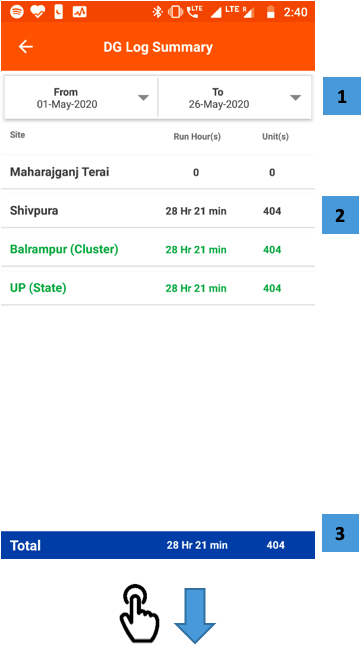 LTE LTE R 2:40
DG Log Summary
From To
01-May-2020 26-May-2020
1
Site Run Hour(s) Unit(s)
Maharajganj Terai 0 0
Shivpura 28 Hr 21 min 404
2
Balrampur (Cluster) 28 Hr 21 min 404
UP (State) 28 Hr 21 min 404
3
Total 28 Hr 21 min 404